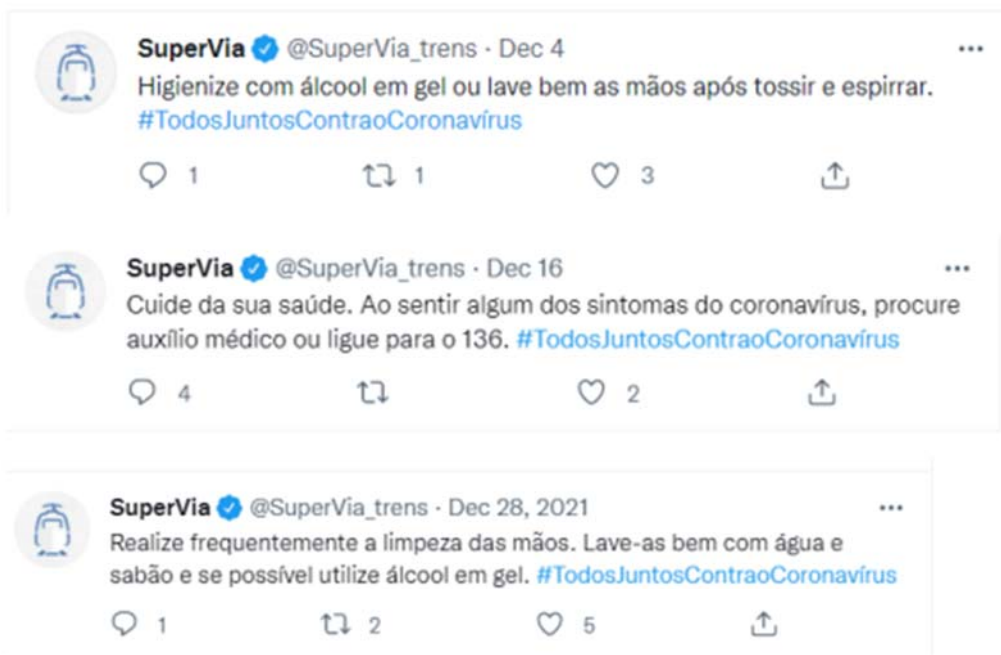 SuperVia @SuperVia_trens · Dec 4
Higienize com álcool em gel ou lave bem as mãos após tossir e espirrar.
#TodosJuntosContraoCoronavírus
1 1 3
SuperVia @SuperVia_trens · Dec 16
Cuide da sua saúde. Ao sentir algum dos sintomas do coronavírus, procure
auxílio médico ou ligue para o 136. #TodosJuntosContraoCoronavírus
4 2
SuperVia @SuperVia_trens · Dec 28, 2021
Realize frequentemente a limpeza das mãos. Lave-as bem com água e
sabão e se possível utilize álcool em gel. #TodosJuntosContraoCoronavírus
1 2 5